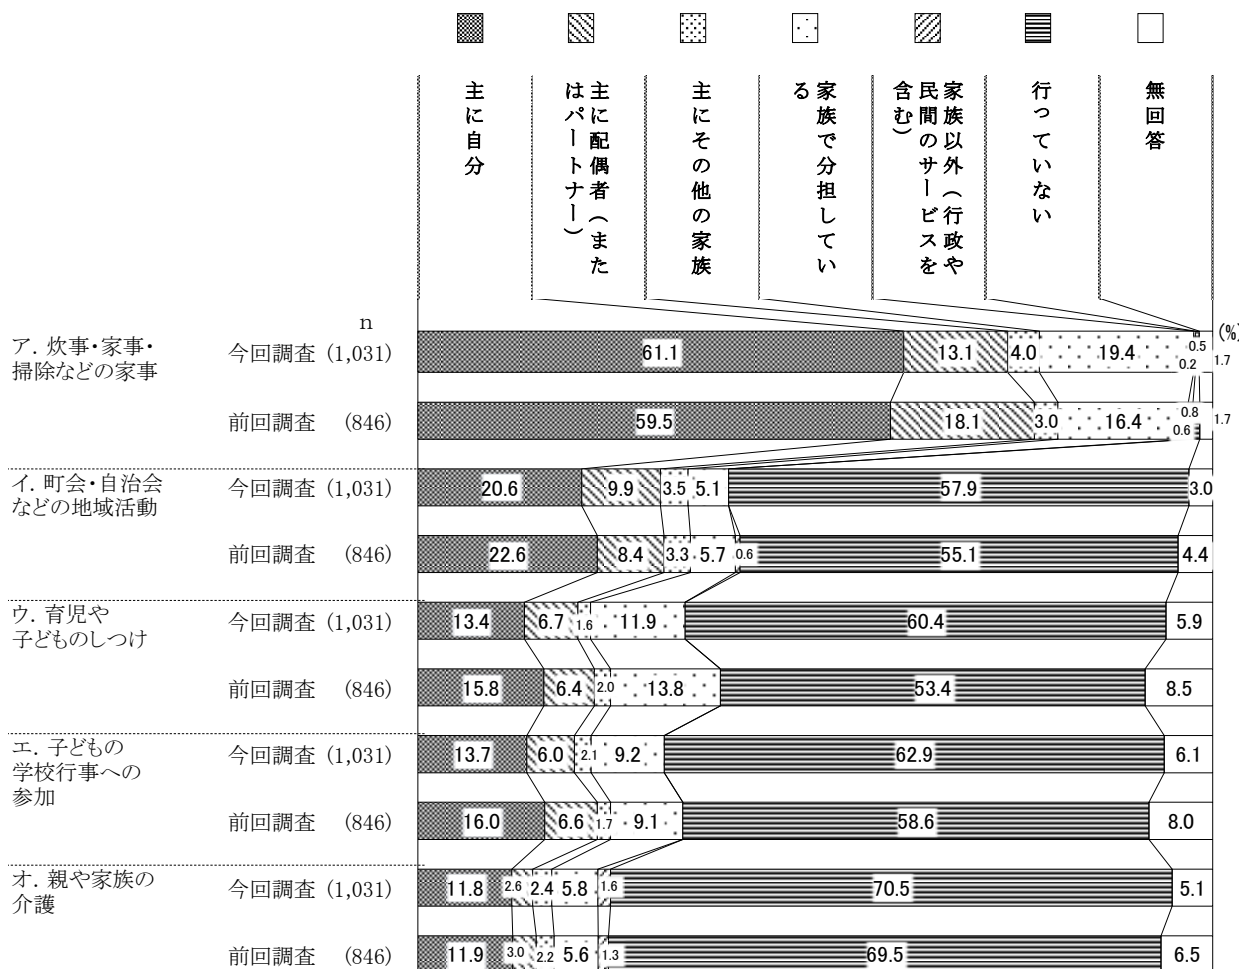 主に自分
主に配偶者（また
はパートナー）
主にその他の家族
家族で分担してい
る
家族以外（行政や
民間のサービスを
含む）
行っていない
無回答
n
(%)
ア．炊事・家事・
掃除などの家事
今回調査 (1,031) 61.1 13.1 4.0 19.4 0.2 0.5 1.7
前回調査 (846) 59.5 18.1 3.0 16.4 0.6 0.8 1.7
イ．町会・自治会
などの地域活動
今回調査 (1,031) 20.6 9.9 3.5 5.1 57.9 3.0
前回調査 (846) 22.6 8.4 3.3 5.7 0.6 55.1 4.4
ウ．育児や
子どものしつけ
今回調査 (1,031) 13.4 6.7 1.6 11.9 60.4 5.9
前回調査 (846) 15.8 6.4 2.0 13.8 53.4 8.5
エ．子どもの
学校行事への
参加
今回調査 (1,031) 13.7 6.0 2.1 9.2 62.9 6.1
前回調査 (846) 16.0 6.6 1.7 9.1 58.6 8.0
オ．親や家族の
介護
今回調査 (1,031) 11.8 2.6 2.4 5.8 1.6 70.5 5.1
前回調査 (846) 11.9 3.0 2.2 5.6 1.3 69.5 6.5